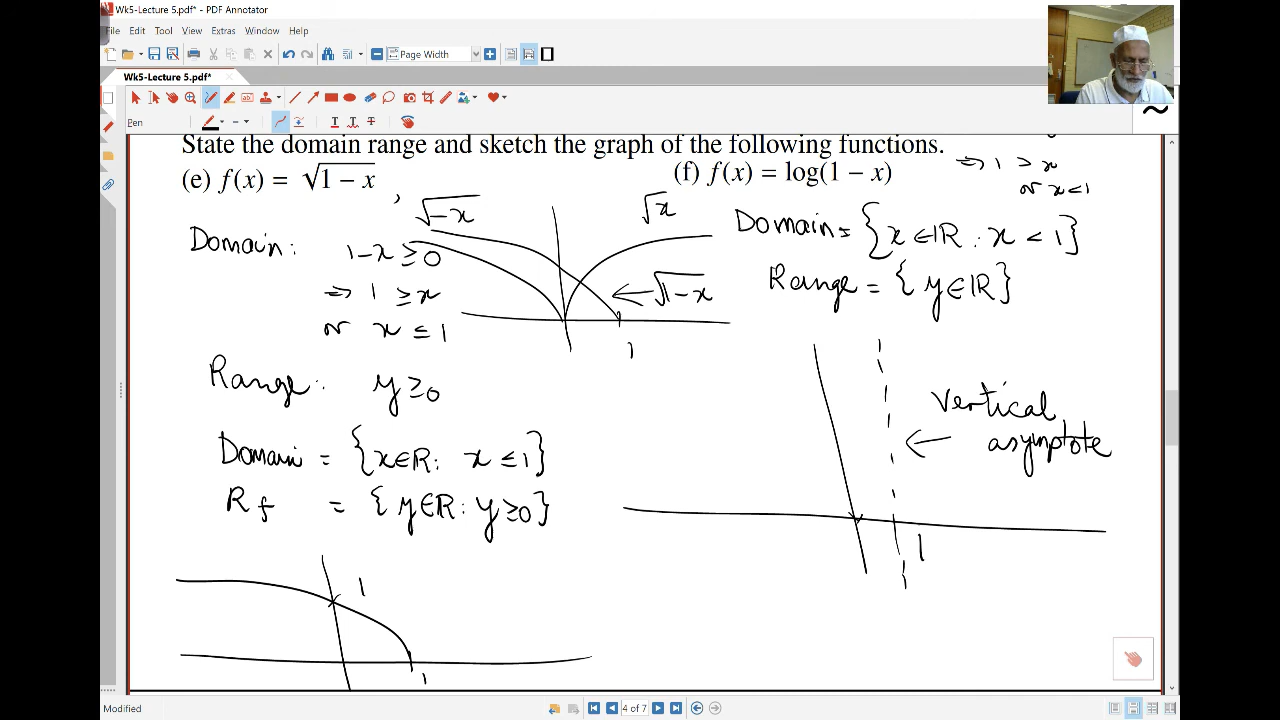 Wk5-Lecture 5.pdf* - PDF Annotator
File Edit Tool View Extras Window Help
Page Width
Wk5-Lecture 5.pdf*
Pen
State the domain range and sketch the graph of the following functions.
(e) f(x) = √1 − x
(f) f(x) = log(1 − x)
⇒ 1 > x
or x < 1
Domain: 1-x ≥ 0
⇒ 1 ≥ x
or x ≤ 1
Range: y ≥ 0
Domain = {x∈R: x ≤ 1}
R f = {y∈R: y ≥ 0}
√-x
√x
← √1-x
1
1
1
Domain = {x∈IR : x < 1}
Range = {y∈IR}
← Vertical
asymptote
1
Modified
4 of 7